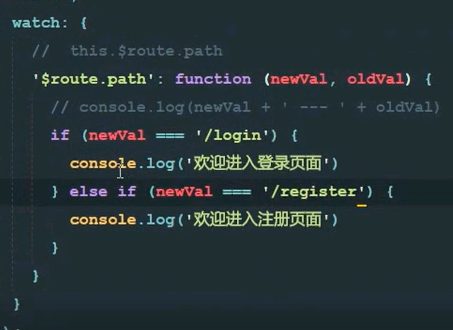 watch: {
// this.$route.path
'$route.path': function (newVal, oldVal) {
// console.log(newVal + ' --- ' + oldVal)
if (newVal === '/login') {
console.log('欢迎进入登录页面')
} else if (newVal === '/register') {
console.log('欢迎进入注册页面')
}
}
}